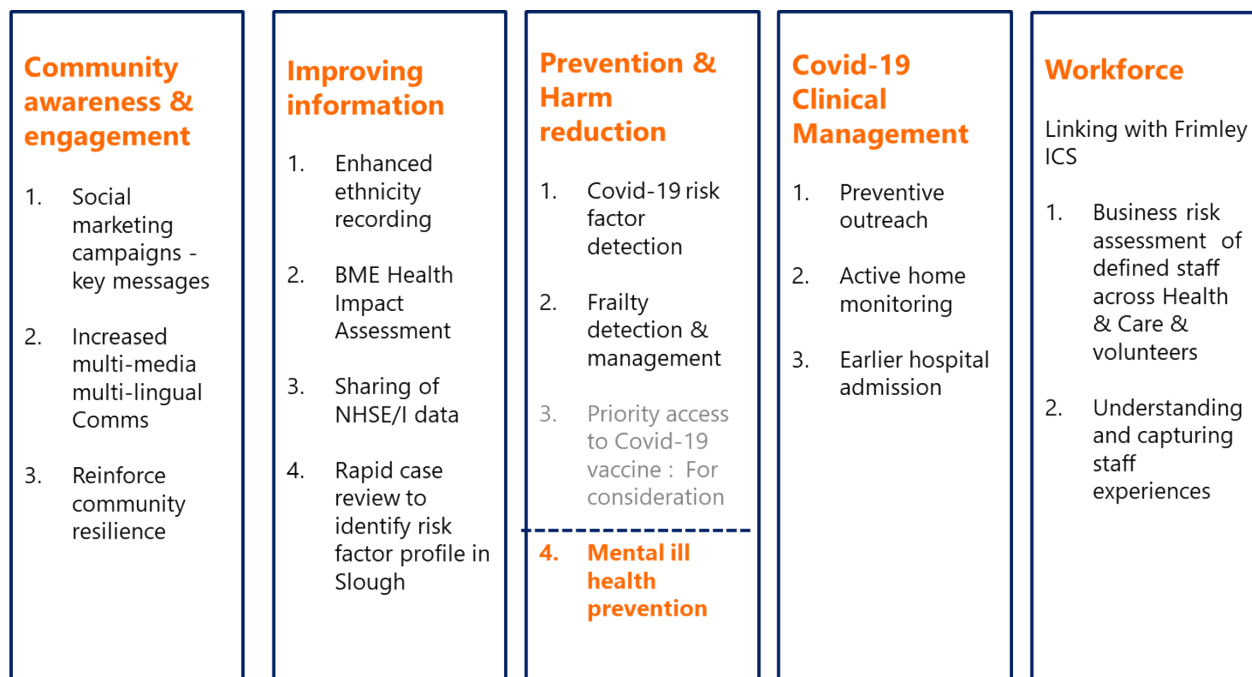 Community
awareness &
engagement
1. Social
marketing
campaigns -
key messages
2. Increased
multi-media
multi-lingual
Comms
3. Reinforce
community
resilience
Improving
information
1. Enhanced
ethnicity
recording
2. BME Health
Impact
Assessment
3. Sharing of
NHSE/I data
4. Rapid case
review to
identify risk
factor profile in
Slough
Prevention &
Harm
reduction
1. Covid-19 risk
factor
detection
2. Frailty
detection &
management
3. Priority access
to Covid-19
vaccine : For
consideration
4. Mental ill
health
prevention
Covid-19
Clinical
Management
1. Preventive
outreach
2. Active home
monitoring
3. Earlier hospital
admission
Workforce
Linking with Frimley
ICS
1. Business risk
assessment of
defined staff
across Health
& Care &
volunteers
2. Understanding
and capturing
staff
experiences